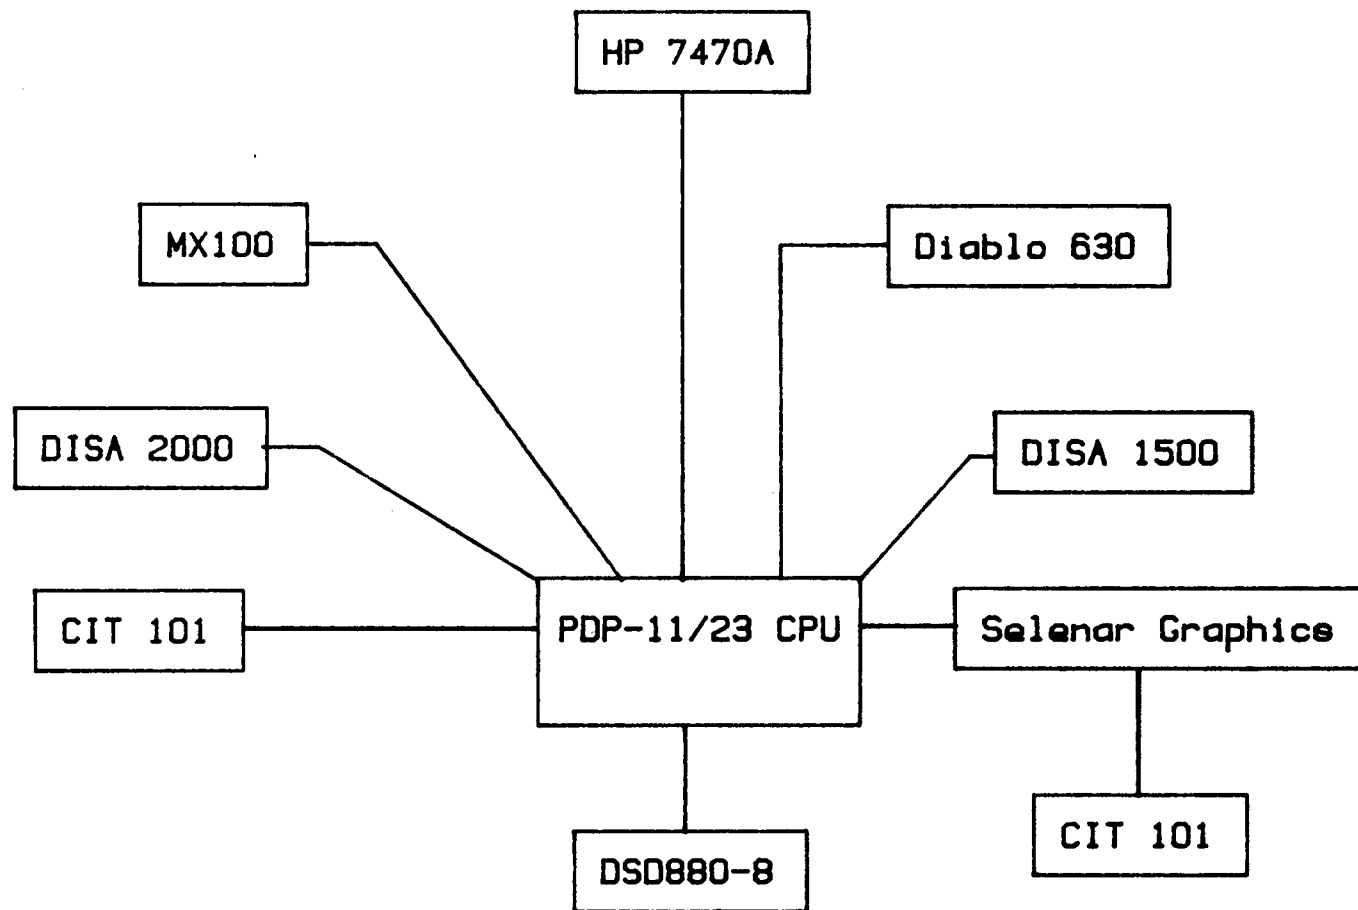 HP 7470A
MX100
Diablo 630
DISA 2000
DISA 1500
CIT 101
PDP-11/23 CPU
Selenar Graphics
CIT 101
DSD880-8